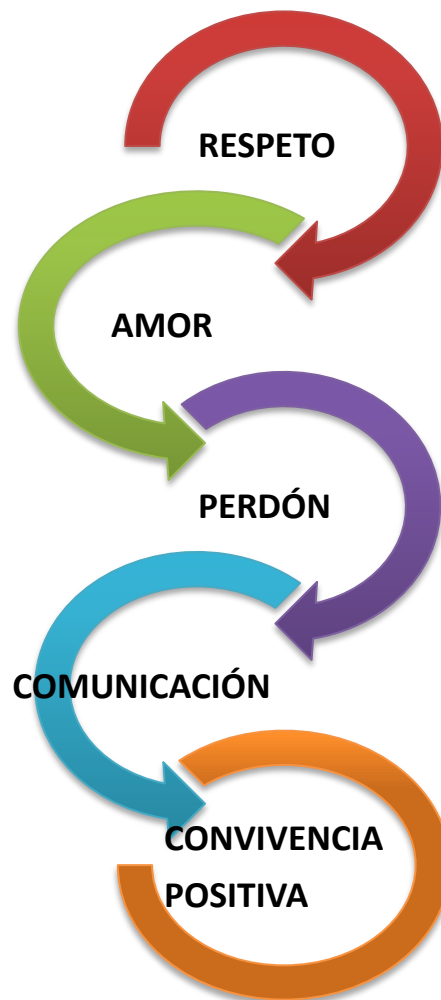 RESPETO
AMOR
PERDÓN
COMUNICACIÓN
CONVIVENCIA
POSITIVA